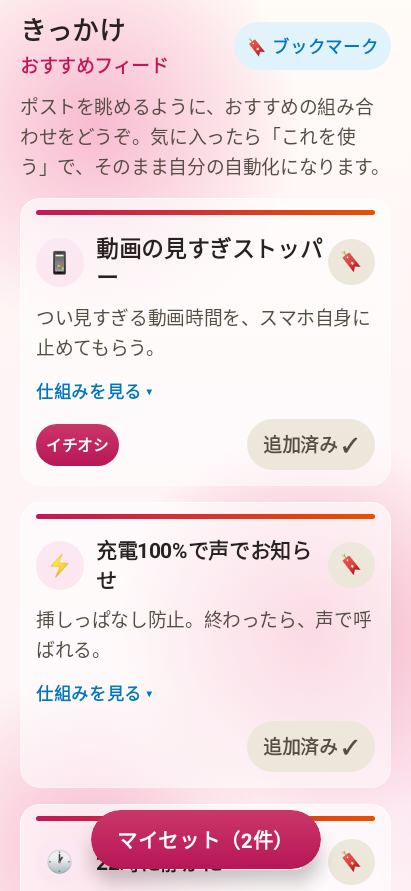 きっかけ
おすすめフィード
ブックマーク
ポストを眺めるように、おすすめの組み合
わせをどうぞ。気に入ったら「これを使
う」で、そのまま自分の自動化になります。
動画の見すぎストッパ
ー
つい見すぎる動画時間を、スマホ自身に
止めてもらう。
仕組みを見る ▾
イチオシ
追加済み✓
充電100%で声でお知ら
せ
挿しっぱなし防止。終わったら、声で呼
ばれる。
仕組みを見る ▾
追加済み✓
マイセット（2件）